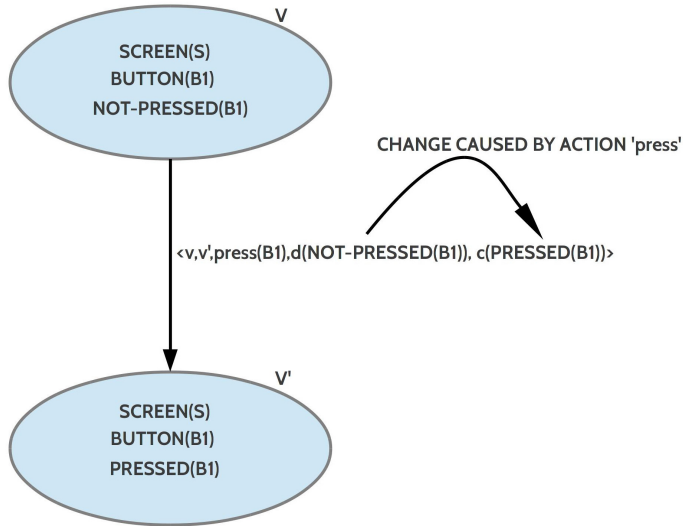 V
SCREEN(S)
BUTTON(B1)
NOT-PRESSED(B1)
CHANGE CAUSED BY ACTION 'press'
<v,v',press(B1),d(NOT-PRESSED(B1)), c(PRESSED(B1))>
V'
SCREEN(S)
BUTTON(B1)
PRESSED(B1)